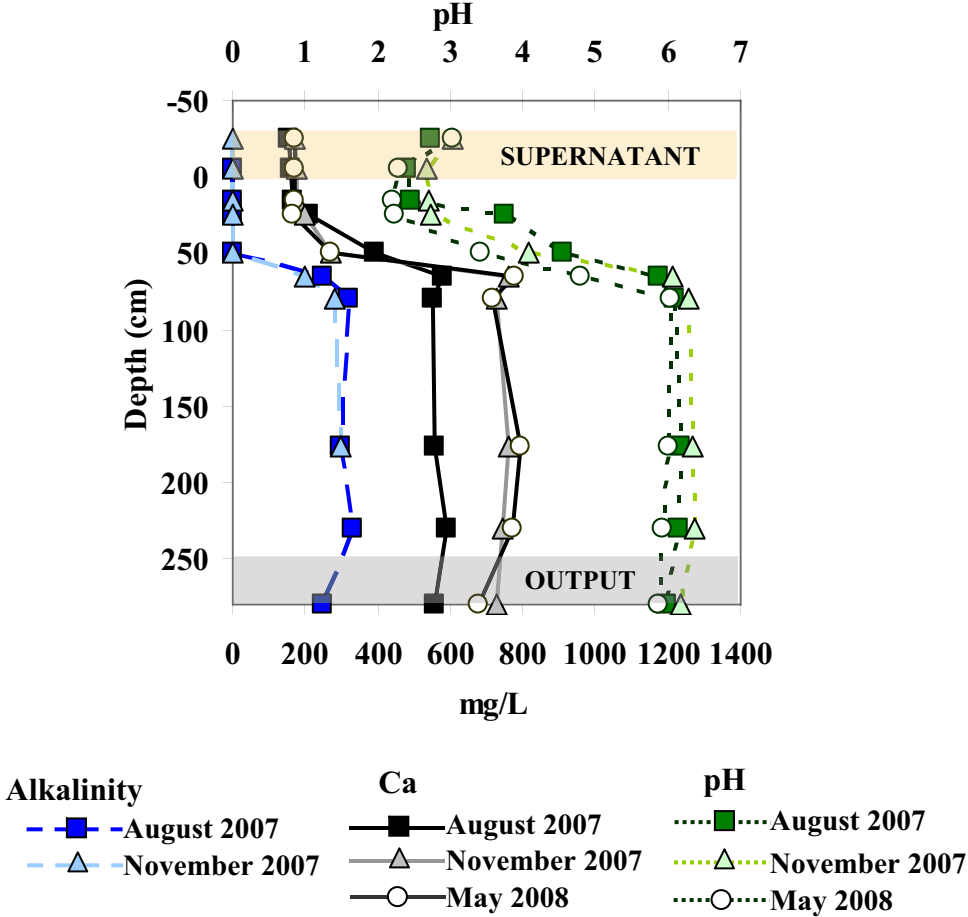 pH
0 1 2 3 4 5 6 7
-50
SUPERNATANT
0
50
100
150
200
250
Depth (cm)
OUTPUT
0 200 400 600 800 1000 1200 1400
mg/L
Alkalinity
August 2007
November 2007
Ca
August 2007
November 2007
May 2008
pH
August 2007
November 2007
May 2008